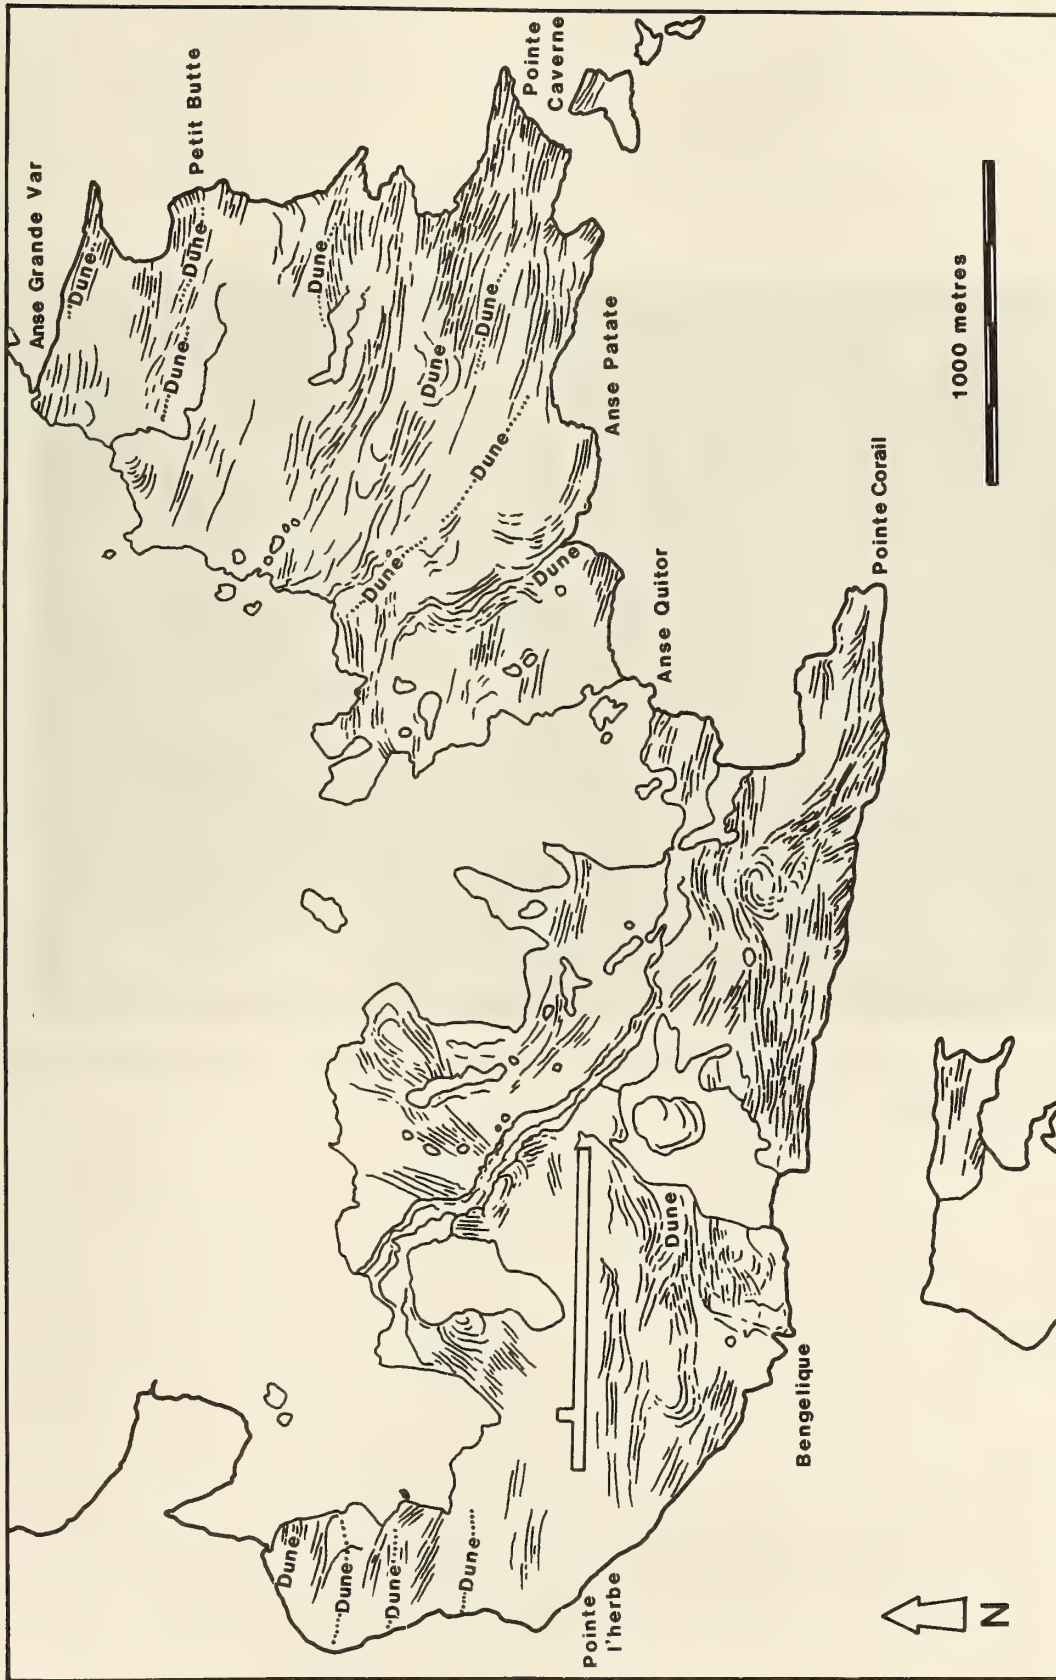 Anse Grande Var
Dune
Dune
Dune
Petit Butte
Dune
Dune
Dune
Dune
Dune
Dune
Dune
Dune
Dune
Pointe
Caverne
Dune
Pointe
l'herbe
Anse Patate
Anse Quitor
Dune
Bengelique
Pointe Corail
1000 metres
N